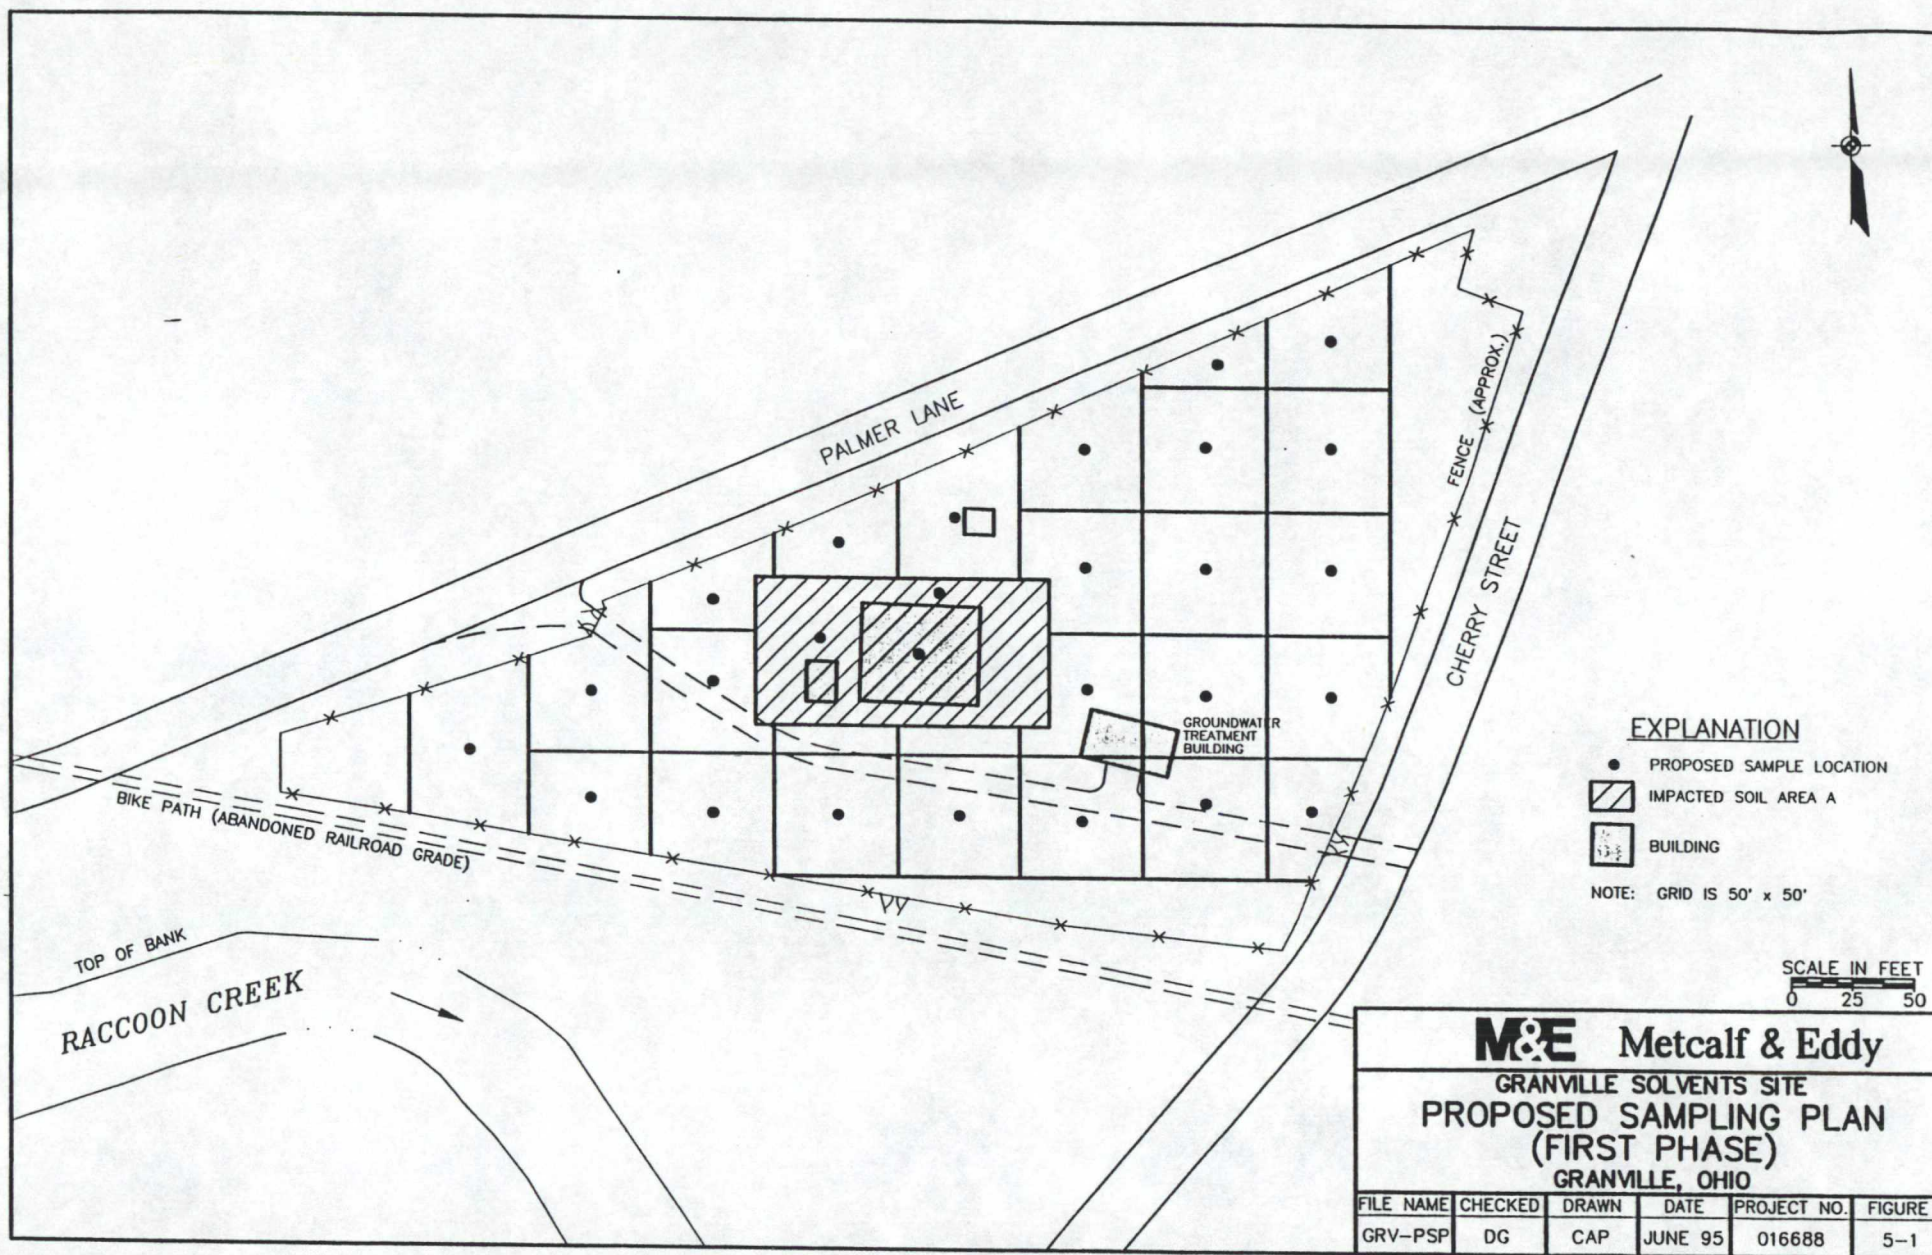 PALMER LANE
FENCE (APPROX.)
CHERRY STREET
GROUNDWATER
TREATMENT
BUILDING
BIKE PATH (ABANDONED RAILROAD GRADE)
TOP OF BANK
RACCOON CREEK
EXPLANATION
PROPOSED SAMPLE LOCATION
IMPACTED SOIL AREA A
BUILDING
NOTE: GRID IS 50' x 50'
SCALE IN FEET
0 25 50
M&E Metcalf & Eddy
GRANVILLE SOLVENTS SITE
PROPOSED SAMPLING PLAN
(FIRST PHASE)
GRANVILLE, OHIO
FILE NAME CHECKED DRAWN DATE PROJECT NO. FIGURE
GRV-PSP DG CAP JUNE 95 016688 5-1